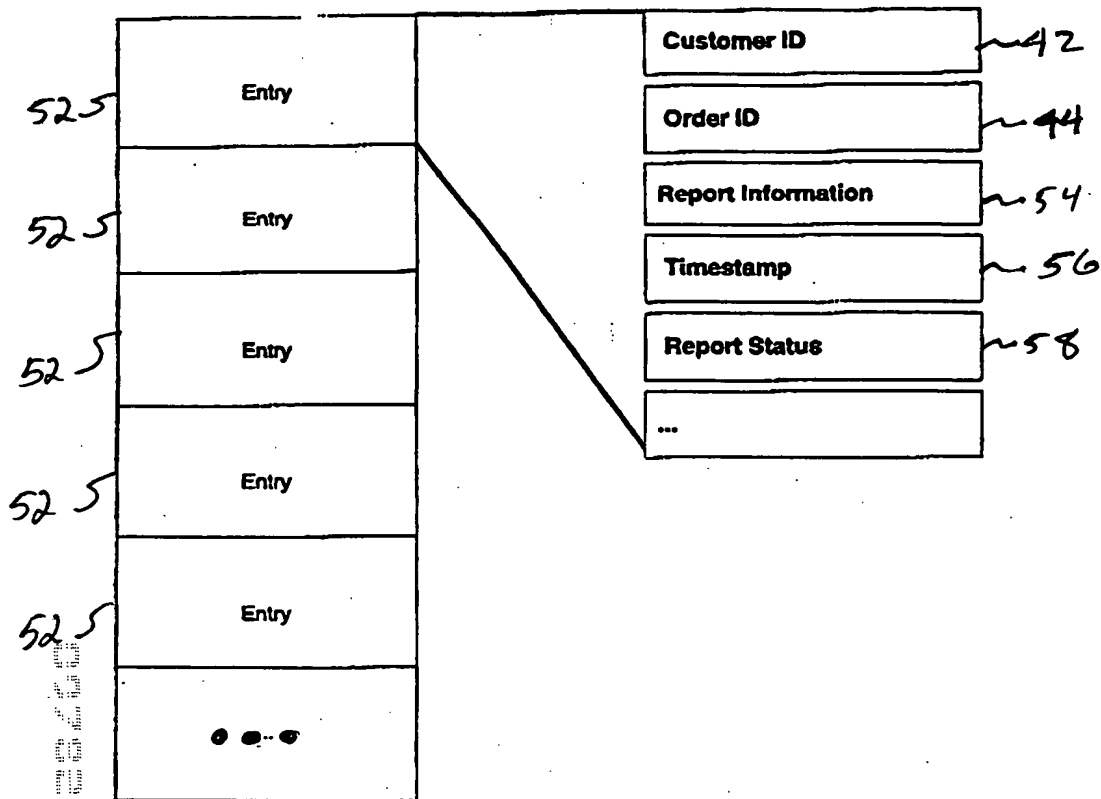 Entry
52
Entry
52
Entry
52
Entry
52
Entry
52
Customer ID
42
Order ID
44
Report Information
54
Timestamp
56
Report Status
58
...